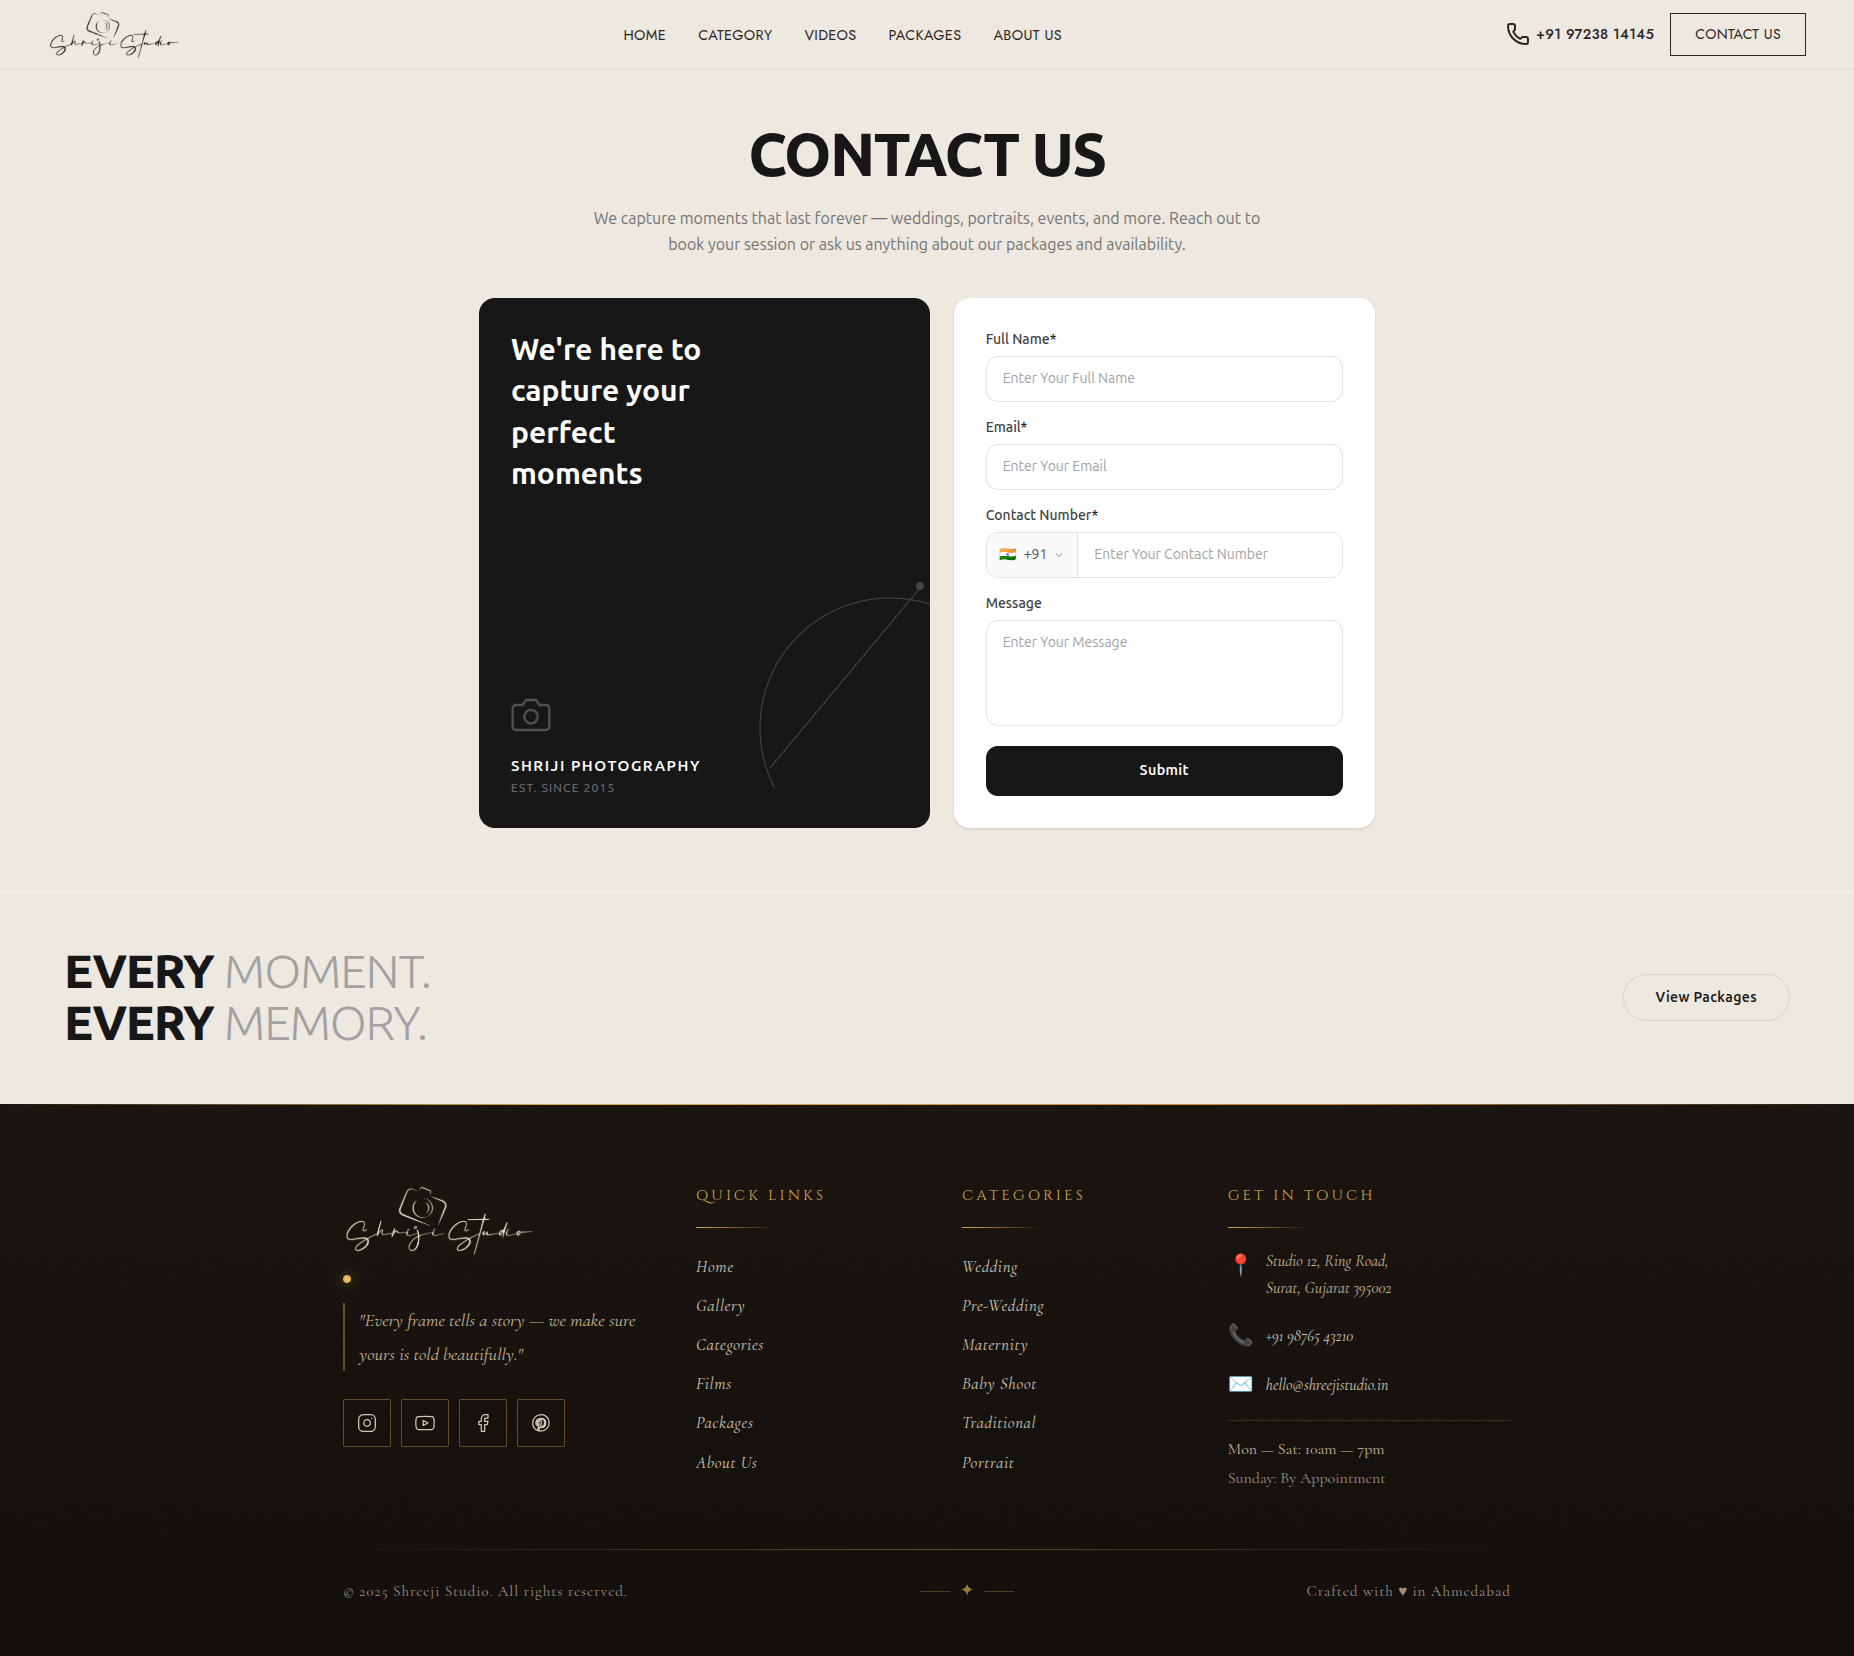 Shriji Studio
HOME CATEGORY VIDEOS PACKAGES ABOUT US
+91 97238 14145
CONTACT US
CONTACT US
We capture moments that last forever — weddings, portraits, events, and more. Reach out to
book your session or ask us anything about our packages and availability.
We're here to
capture your
perfect
moments
SHRIJI PHOTOGRAPHY
EST. SINCE 2015
Full Name*
Enter Your Full Name
Email*
Enter Your Email
Contact Number*
+91
Enter Your Contact Number
Message
Enter Your Message
Submit
EVERY MOMENT.
EVERY MEMORY.
View Packages
Shriji Studio
"Every frame tells a story — we make sure
yours is told beautifully."
QUICK LINKS
Home
Gallery
Categories
Films
Packages
About Us
CATEGORIES
Wedding
Pre-Wedding
Maternity
Baby Shoot
Traditional
Portrait
GET IN TOUCH
Studio 12, Ring Road,
Surat, Gujarat 395002
+91 98765 43210
hello@shreejistudio.in
Mon — Sat: 10am — 7pm
Sunday: By Appointment
© 2025 Shreeji Studio. All rights reserved.
Crafted with ♥ in Ahmedabad